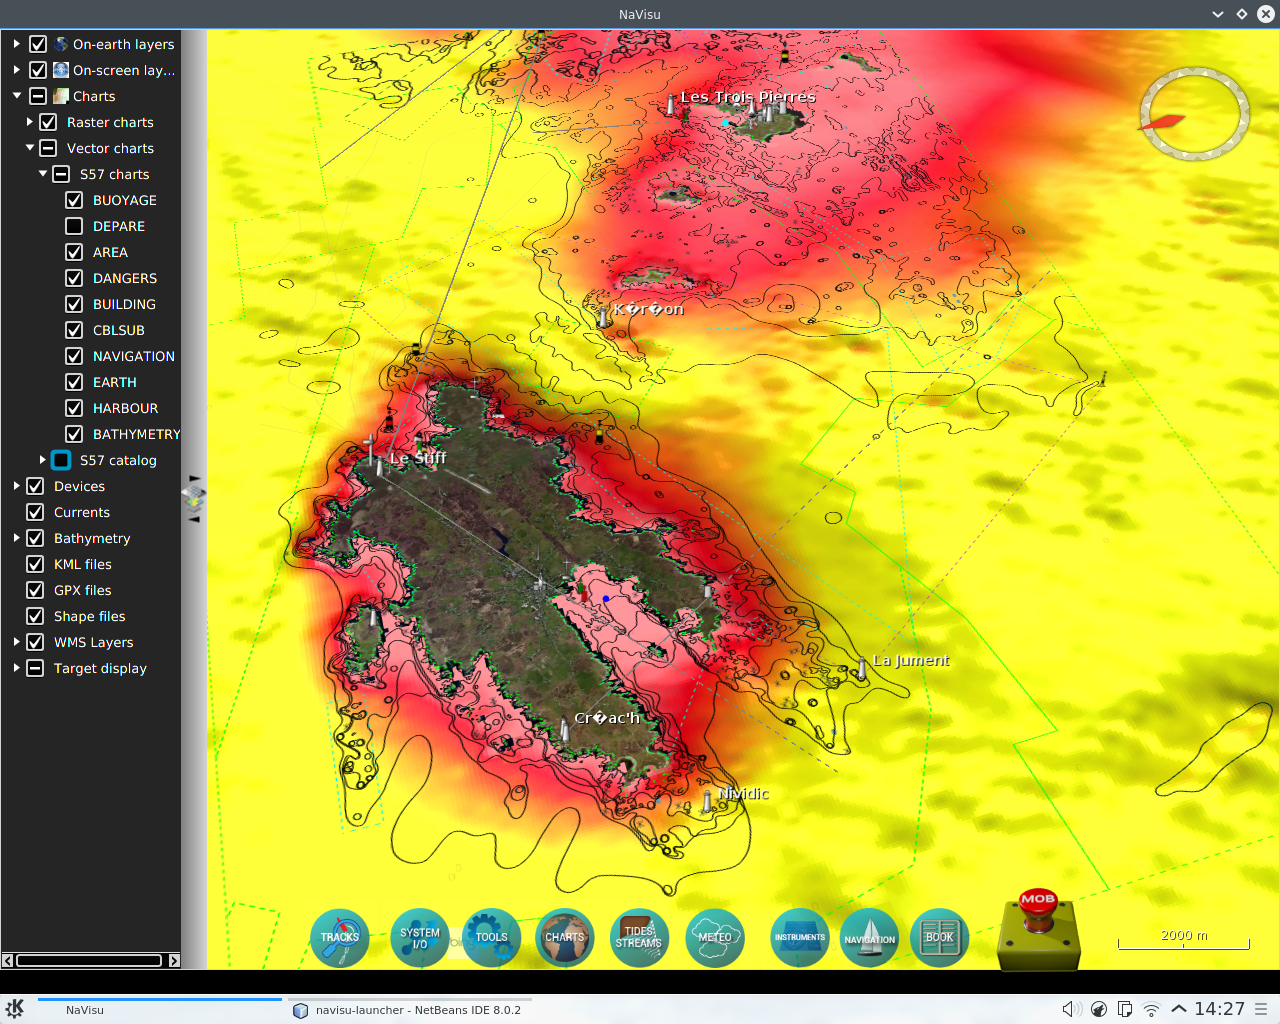 NaVisu
On-earth layers
On-screen lay...
Charts
Raster charts
Vector charts
S57 charts
BUOYAGE
DEPARE
AREA
DANGERS
BUILDING
CBLSUB
NAVIGATION
EARTH
HARBOUR
BATHYMETRY
S57 catalog
Devices
Currents
Bathymetry
KML files
GPX files
Shape files
WMS Layers
Target display
Les Trois Pierres
K�r�on
Le Stiff
La Jument
Cr�ac'h
Nividic
TRACKS
SYSTEM
I/O
bing
TOOLS
CHARTS
TIDES
STREAMS
METEO
INSTRUMENTS
NAVIGATION
BOOK
MOB
2000 m
NaVisu
navisu-launcher - NetBeans IDE 8.0.2
14:27